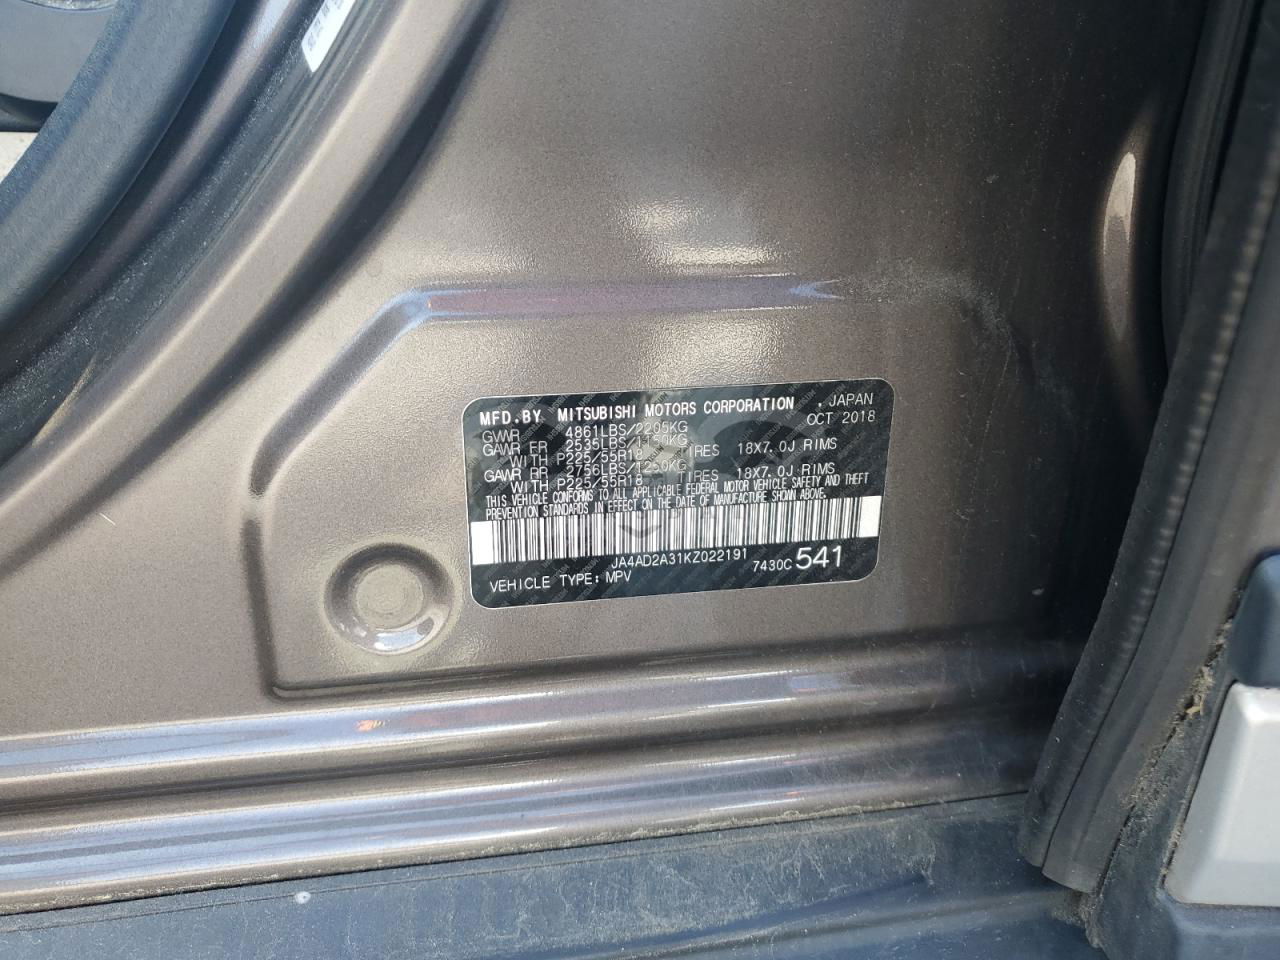 MFD.BY MITSUBISHI MOTORS CORPORATION , JAPAN
GVWR 4861LBS/2205KG OCT 2018
GAWR FR 2535LBS/1150KG
WITH P225/55R18 TIRES 18X7.0J RIMS
GAWR RR 2756LBS/1250KG
WITH P225/55R18 TIRES 18X7.0J RIMS
THIS VEHICLE CONFORMS TO ALL APPLICABLE FEDERAL MOTOR VEHICLE SAFETY AND THEFT
PREVENTION STANDARDS IN EFFECT ON THE DATE OF MANUFACTURE SHOWN ABOVE.
JA4AD2A31KZ022191 7430C 541
VEHICLE TYPE: MPV